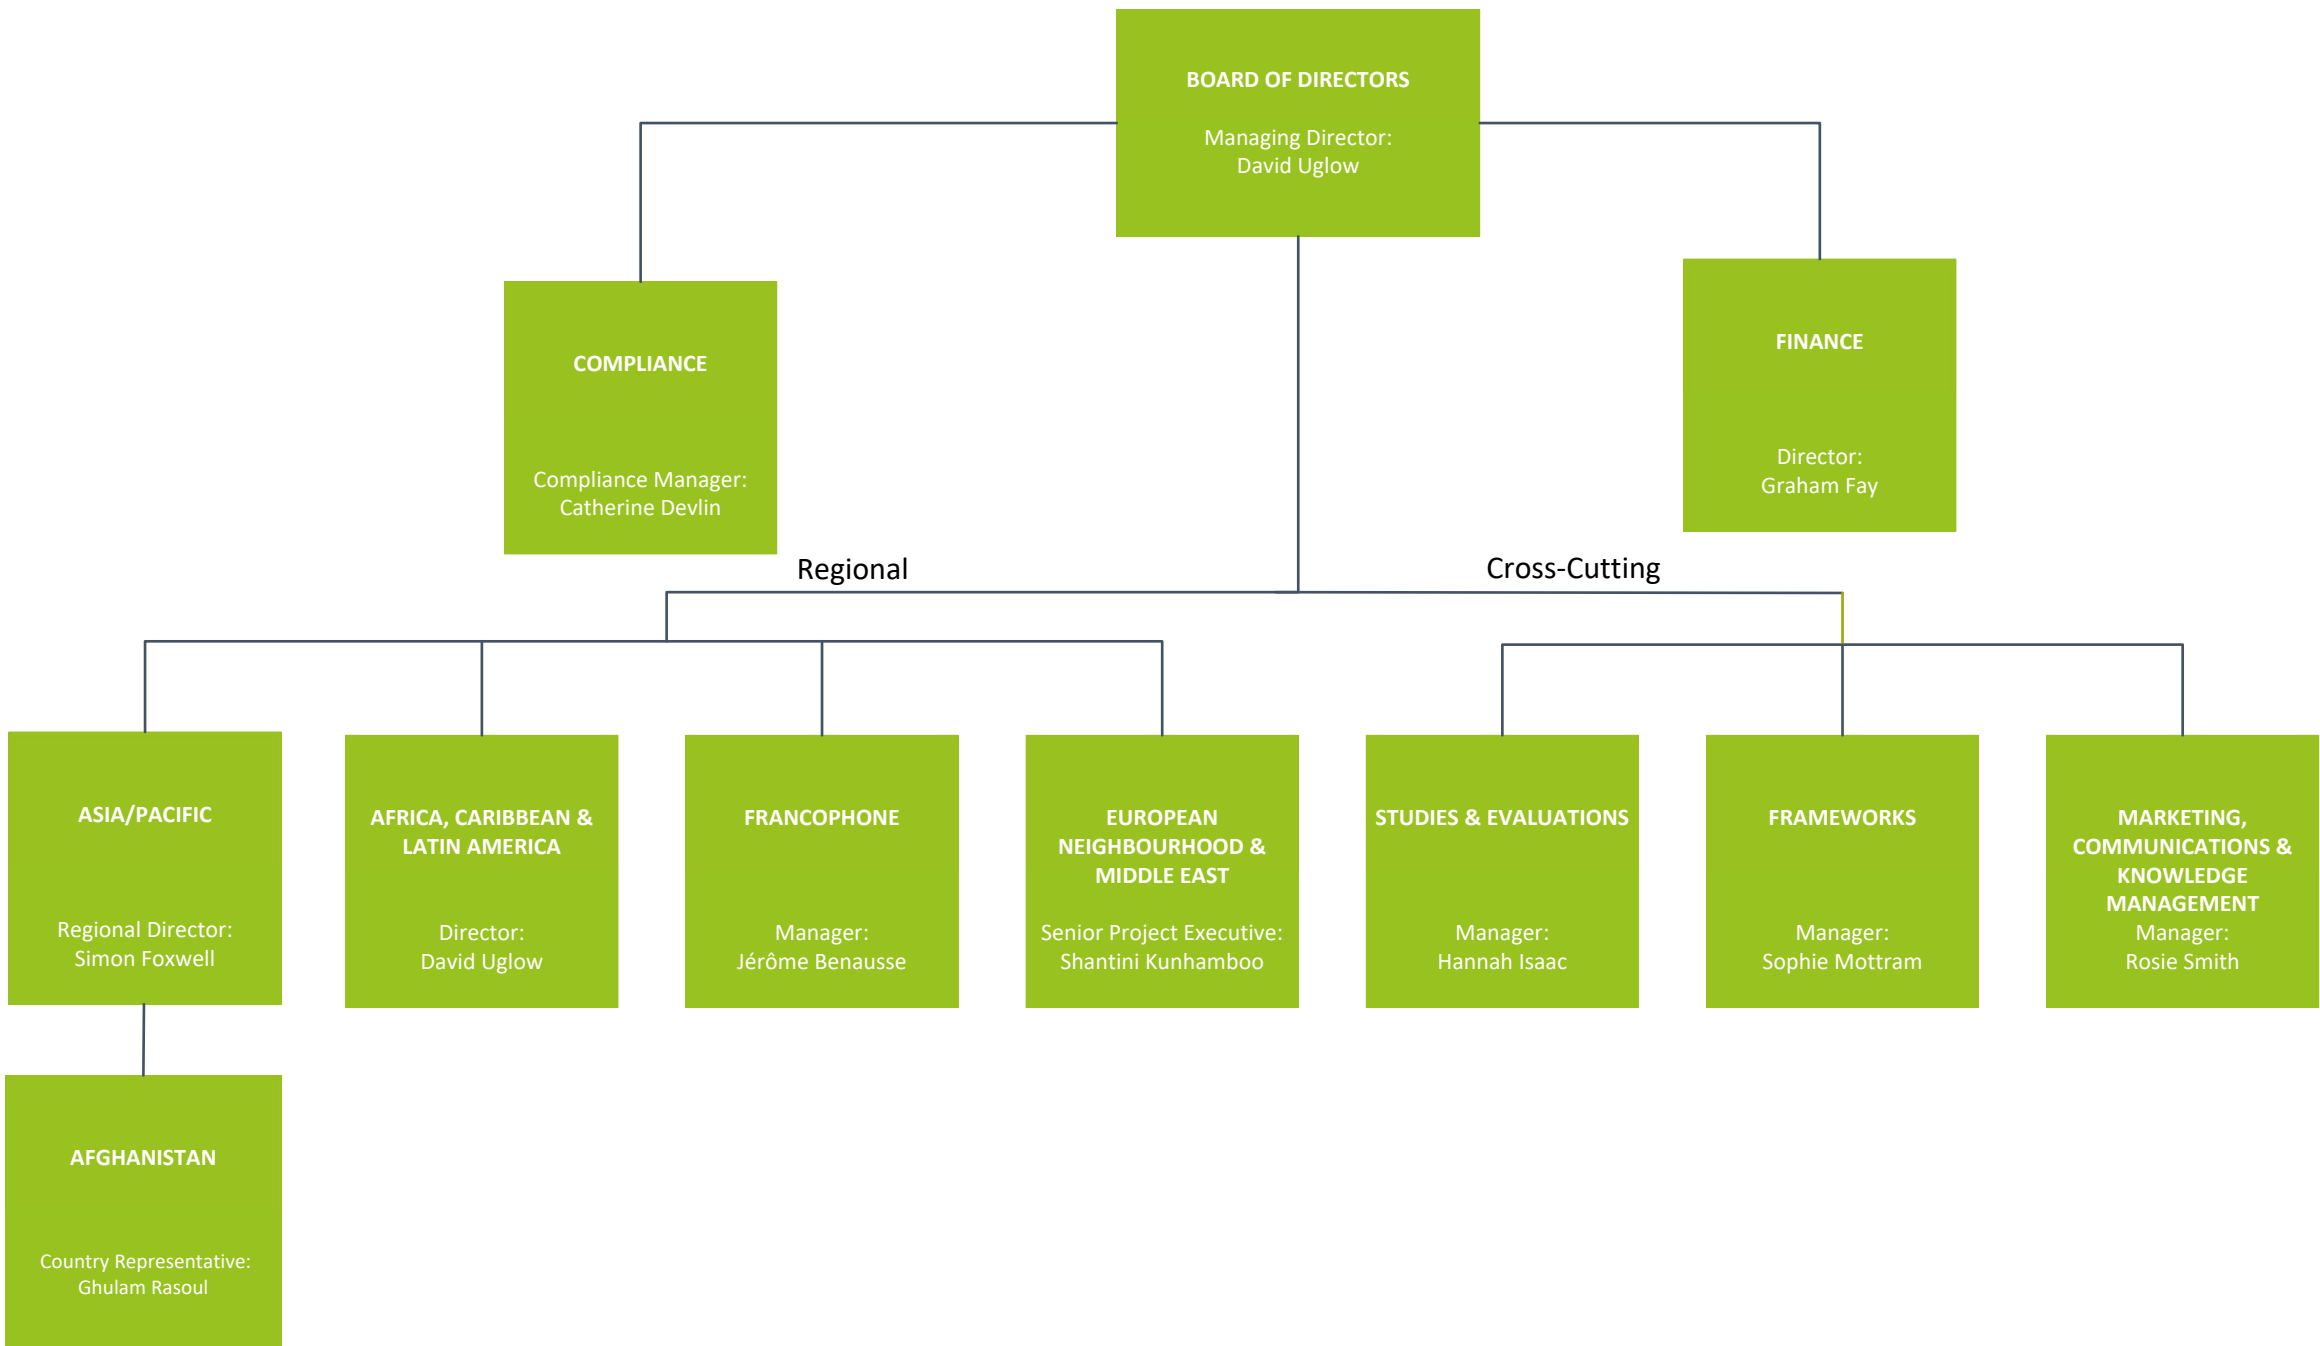 BOARD OF DIRECTORS
Managing Director:
David Uglow
COMPLIANCE
Compliance Manager:
Catherine Devlin
FINANCE
Director:
Graham Fay
Regional
Cross-Cutting
ASIA/PACIFIC
Regional Director:
Simon Foxwell
AFRICA, CARIBBEAN &
LATIN AMERICA
Director:
David Uglow
FRANCOPHONE
Manager:
Jérôme Benausse
EUROPEAN
NEIGHBOURHOOD &
MIDDLE EAST
Senior Project Executive:
Shantini Kunhamboo
STUDIES & EVALUATIONS
Manager:
Hannah Isaac
FRAMEWORKS
Manager:
Sophie Mottram
MARKETING,
COMMUNICATIONS &
KNOWLEDGE
MANAGEMENT
Manager:
Rosie Smith
AFGHANISTAN
Country Representative:
Ghulam Rasoul